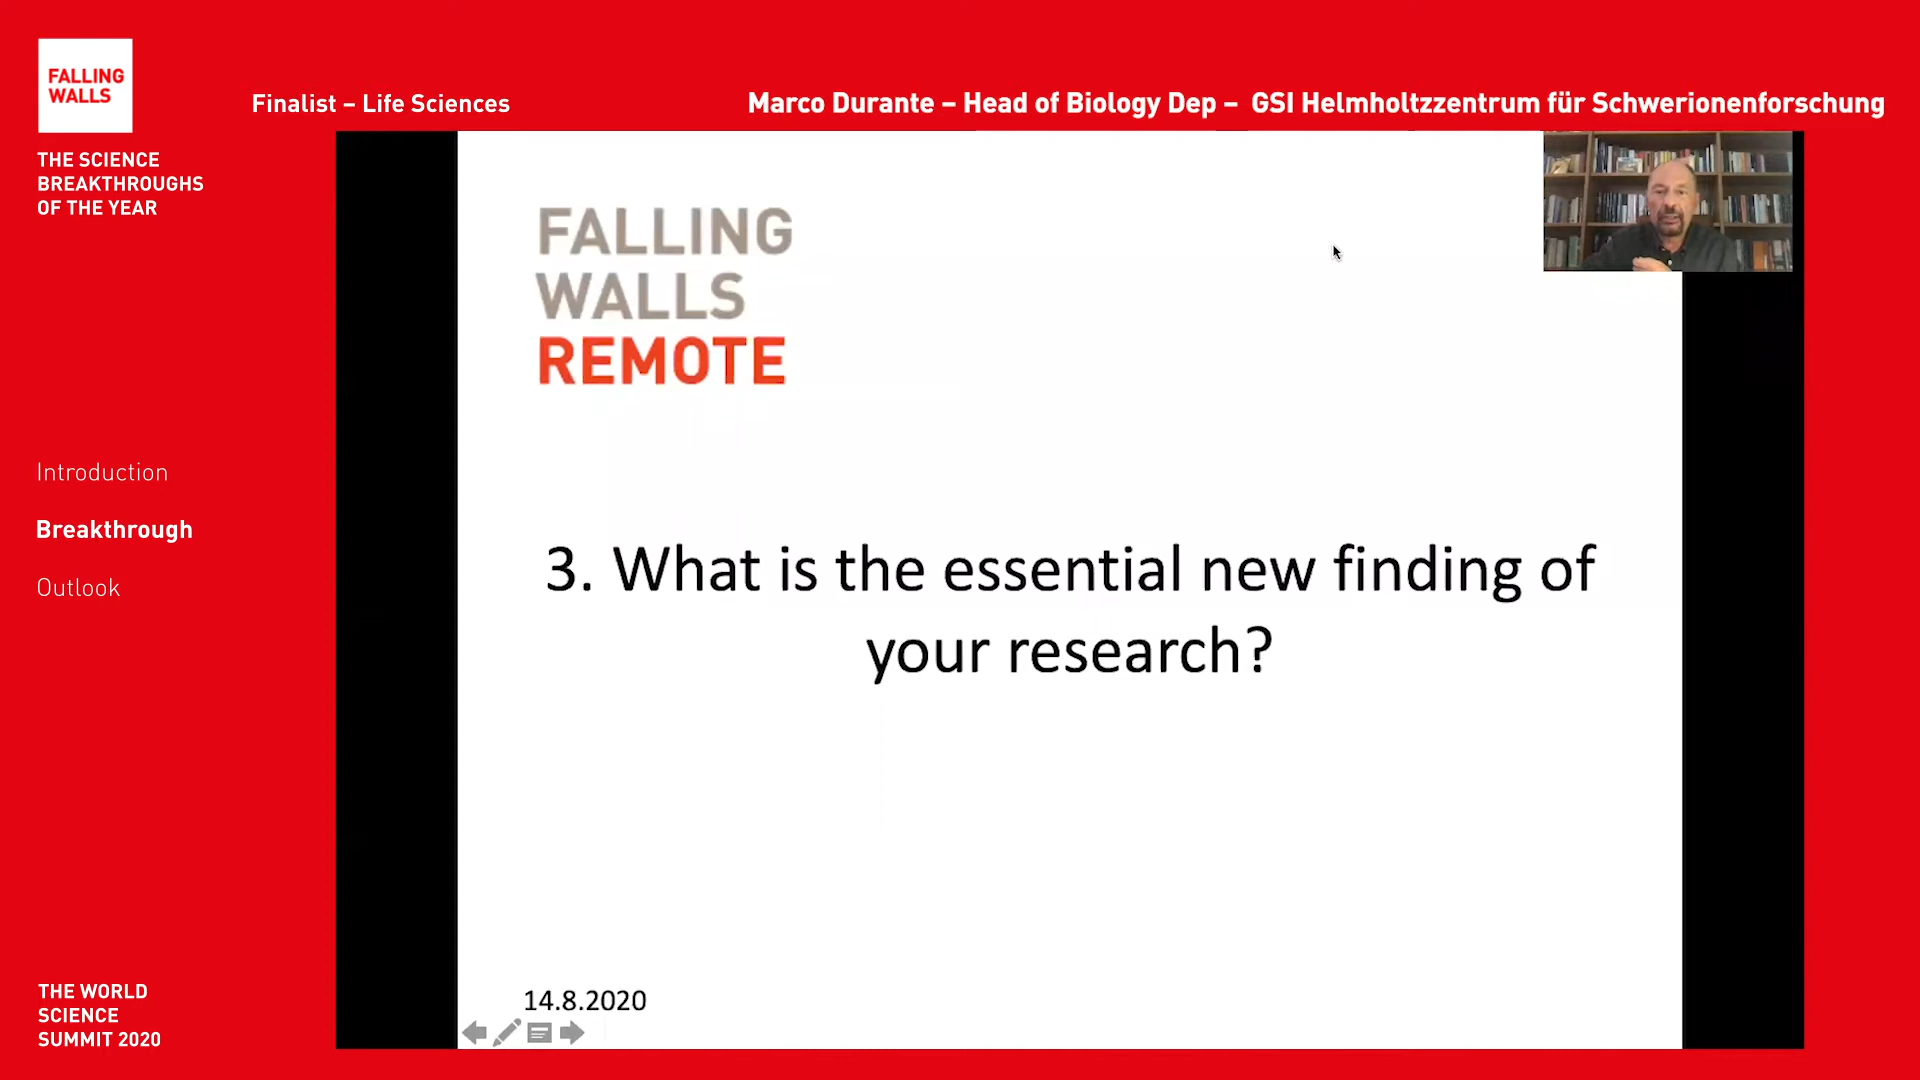 FALLING
WALLS
Finalist – Life Sciences
Marco Durante – Head of Biology Dep – GSI Helmholtzzentrum für Schwerionenforschung
THE SCIENCE
BREAKTHROUGHS
OF THE YEAR
FALLING
WALLS
REMOTE
Introduction
Breakthrough
Outlook
3. What is the essential new finding of
your research?
14.8.2020
THE WORLD
SCIENCE
SUMMIT 2020